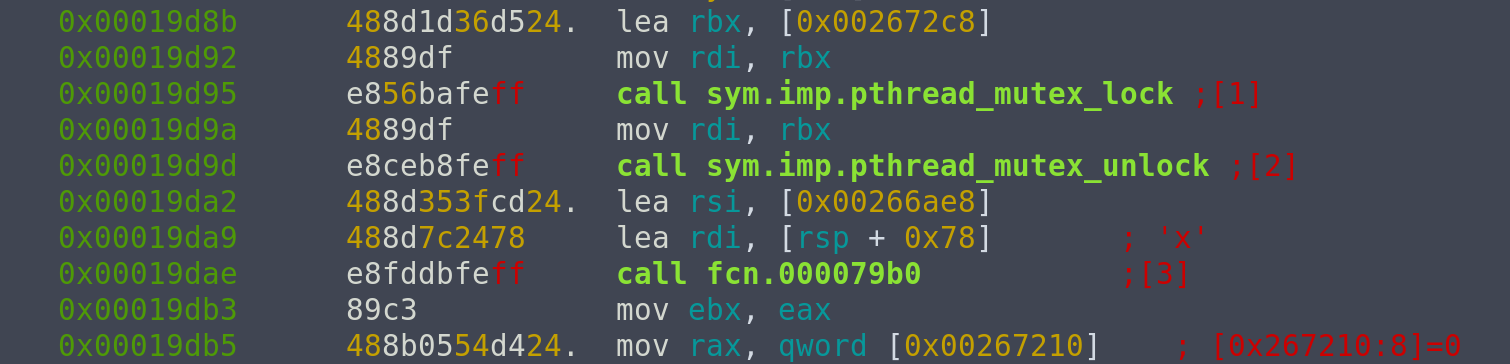 0x00019d8b 488d1d36d524. lea rbx, [0x002672c8]
0x00019d92 4889df mov rdi, rbx
0x00019d95 e856bafeff call sym.imp.pthread_mutex_lock ;[1]
0x00019d9a 4889df mov rdi, rbx
0x00019d9d e8ceb8feff call sym.imp.pthread_mutex_unlock ;[2]
0x00019da2 488d353fcd24. lea rsi, [0x00266ae8]
0x00019da9 488d7c2478 lea rdi, [rsp + 0x78] ; 'x'
0x00019dae e8fddbfeff call fcn.000079b0 ;[3]
0x00019db3 89c3 mov ebx, eax
0x00019db5 488b0554d424. mov rax, qword [0x00267210] ; [0x267210:8]=0